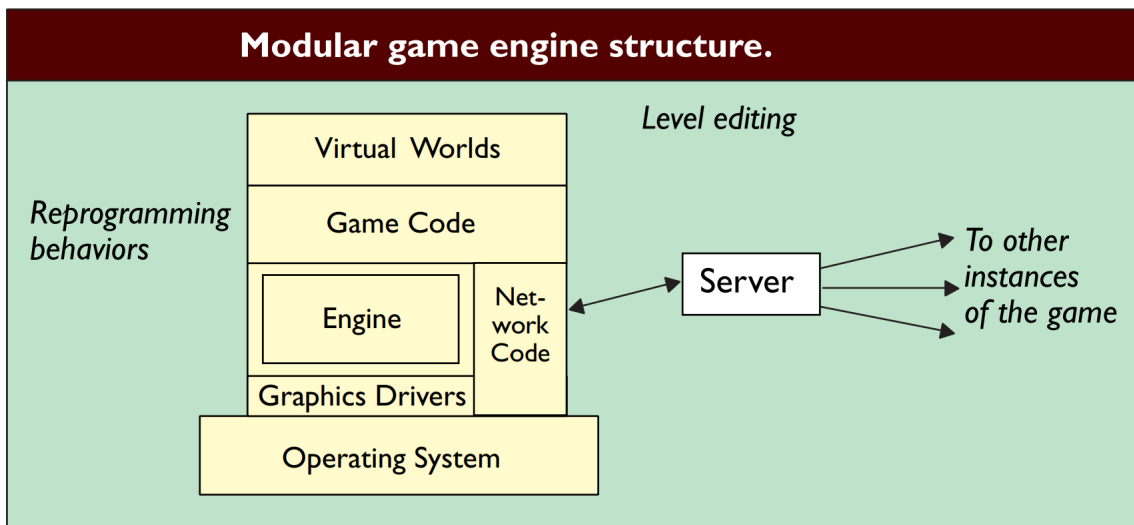 Modular game engine structure.
Level editing
Virtual Worlds
Reprogramming
behaviors
Game Code
To other
instances
of the game
Server
Engine
Net-
work
Code
Graphics Drivers
Operating System